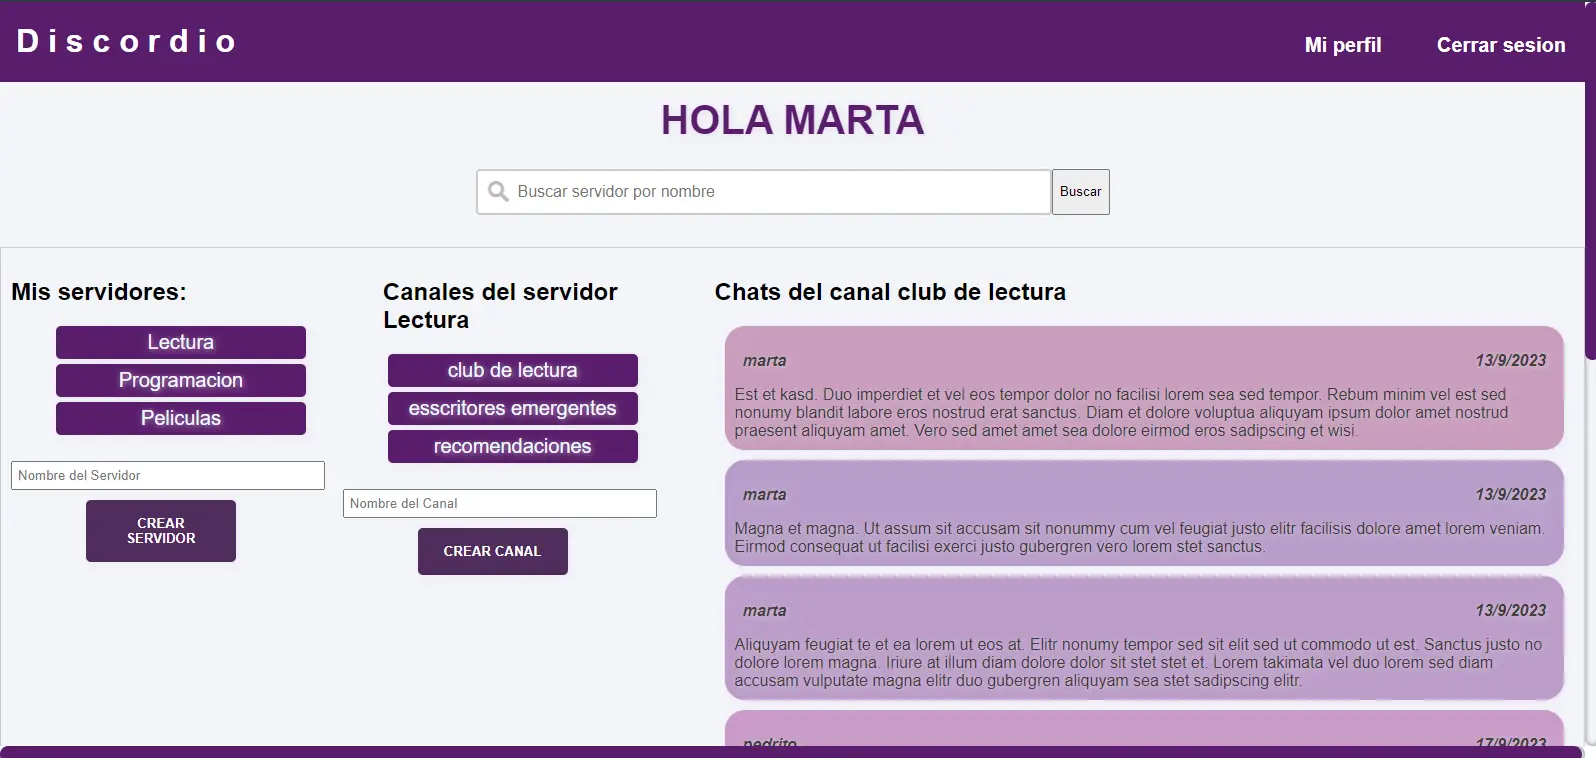 Discordio
Mi perfil
Cerrar sesion
HOLA MARTA
Buscar servidor por nombre
Buscar
Mis servidores:
Lectura
Programacion
Peliculas
Nombre del Servidor
CREAR
SERVIDOR
Canales del servidor
Lectura
club de lectura
esscritores emergentes
recomendaciones
Nombre del Canal
CREAR CANAL
Chats del canal club de lectura
marta
13/9/2023
Est et kasd. Duo imperdiet et vel eos tempor dolor no facilisi lorem sea sed tempor. Rebum minim vel est sed
nonumy blandit labore eros nostrud erat sanctus. Diam et dolore voluptua aliquyam ipsum dolor amet nostrud
praesent aliquyam amet. Vero sed amet amet sea dolore eirmod eros sadipscing et wisi.
marta
13/9/2023
Magna et magna. Ut assum sit accusam sit nonummy cum vel feugiat justo elitr facilisis dolore amet lorem veniam.
Eirmod consequat ut facilisi exerci justo gubergren vero lorem stet sanctus.
marta
13/9/2023
Aliquyam feugiat te et ea lorem ut eos at. Elitr nonumy tempor sed sit elit sed ut commodo ut est. Sanctus justo no
dolore lorem magna. Iriure at illum diam dolore dolor sit stet stet et. Lorem takimata vel duo lorem sed diam
accusam vulputate magna elitr duo gubergren aliquyam sea stet sadipscing elitr.
pedrito
17/9/2023